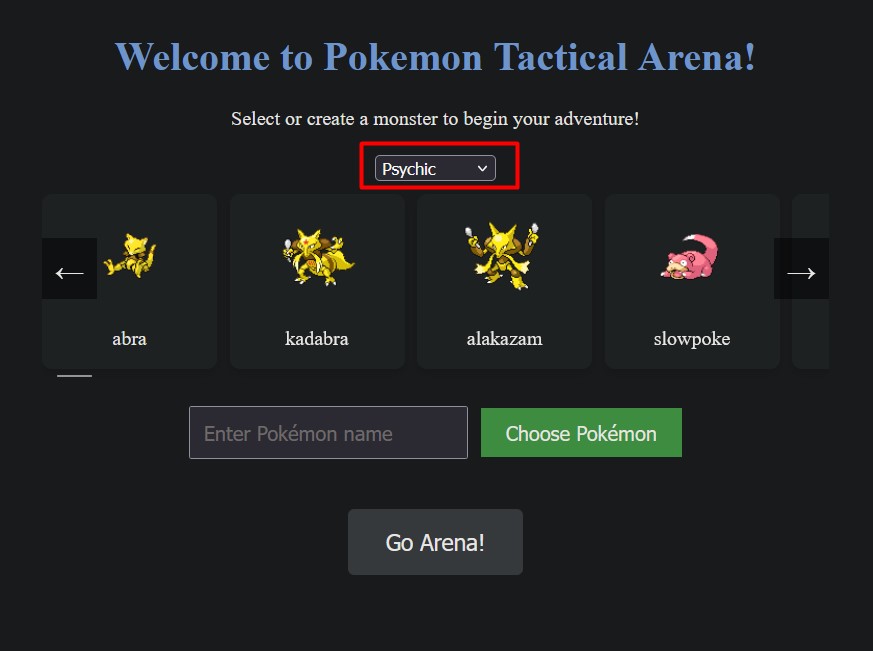 Welcome to Pokemon Tactical Arena!
Select or create a monster to begin your adventure!
Psychic
abra
kadabra
alakazam
slowpoke
Enter Pokémon name
Choose Pokémon
Go Arena!